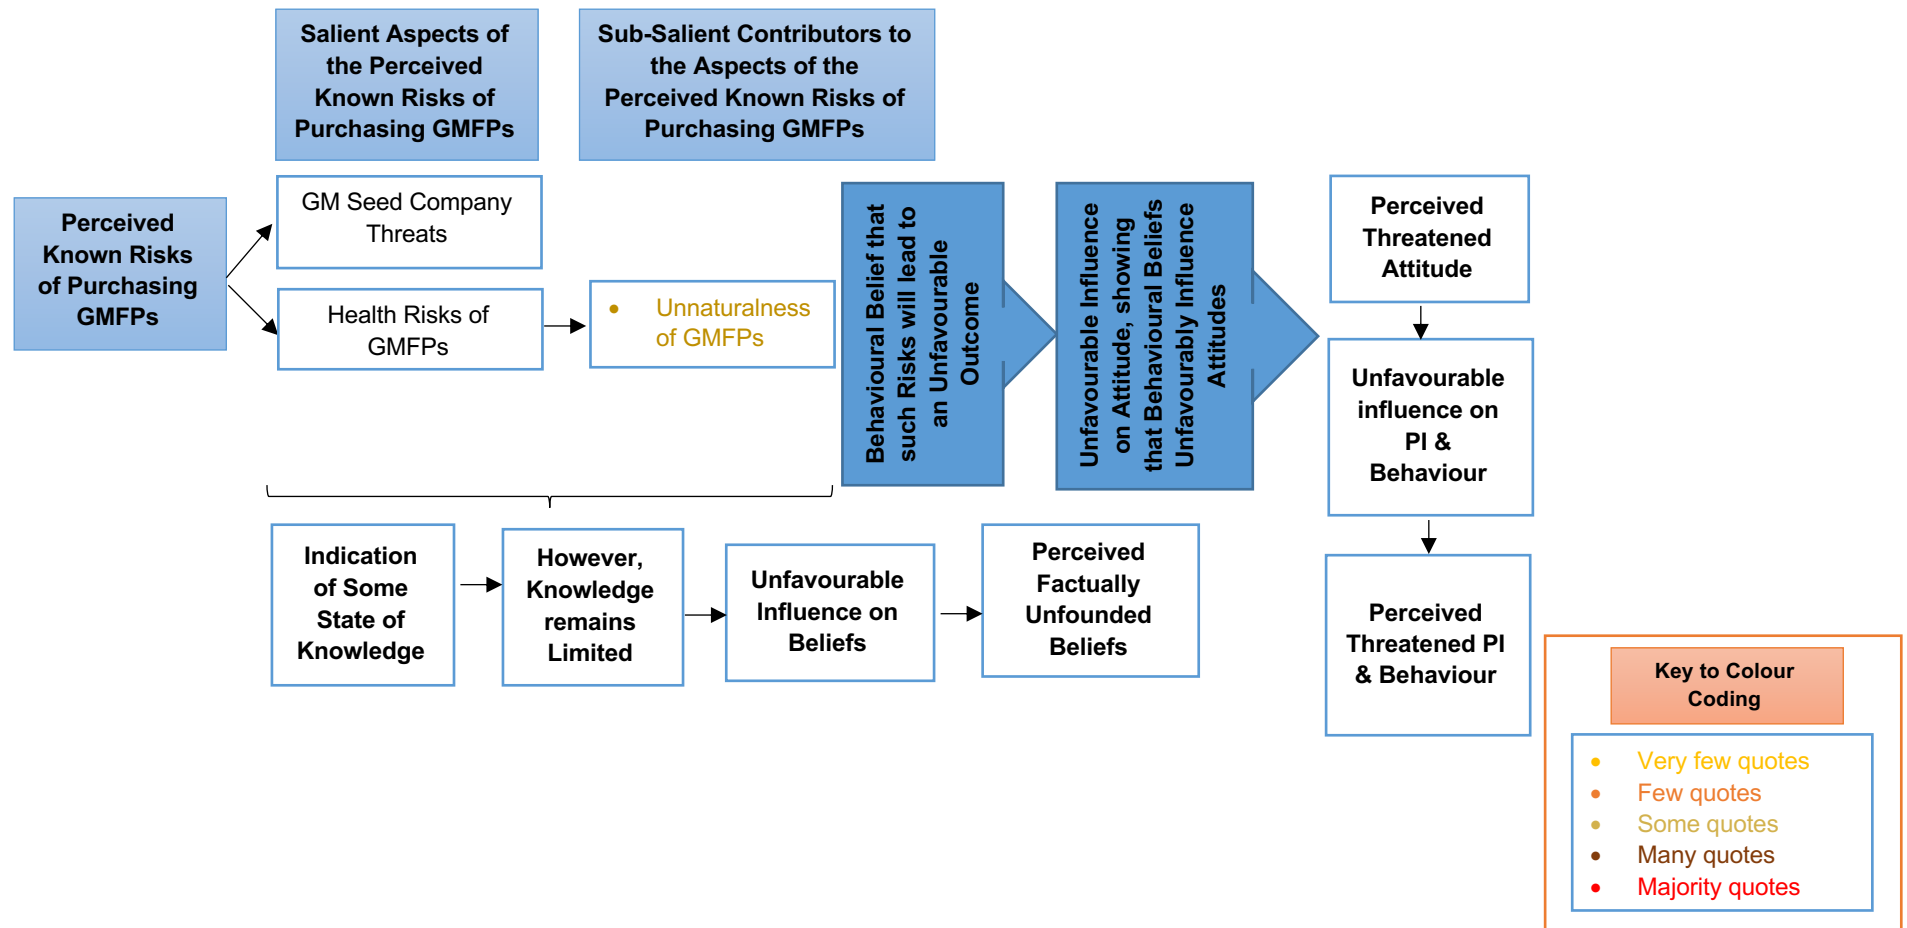 Salient Aspects of
the Perceived
Known Risks of
Purchasing GMFPs
Sub-Salient Contributors to
the Aspects of the
Perceived Known Risks of
Purchasing GMFPs
Perceived
Known Risks
of Purchasing
GMFPs
GM Seed Company
Threats
Health Risks of
GMFPs
• Unnaturalness
of GMFPs
Behavioural Belief that
such Risks will lead to
an Unfavourable
Outcome
Unfavourable Influence
on Attitude, showing
that Behavioural Beliefs
Unfavourably Influence
Attitudes
Perceived
Threatened
Attitude
Unfavourable
influence on
PI &
Behaviour
Perceived
Threatened PI
& Behaviour
Indication
of Some
State of
Knowledge
However,
Knowledge
remains
Limited
Unfavourable
Influence on
Beliefs
Perceived
Factually
Unfounded
Beliefs
Key to Colour
Coding
• Very few quotes
• Few quotes
• Some quotes
• Many quotes
• Majority quotes